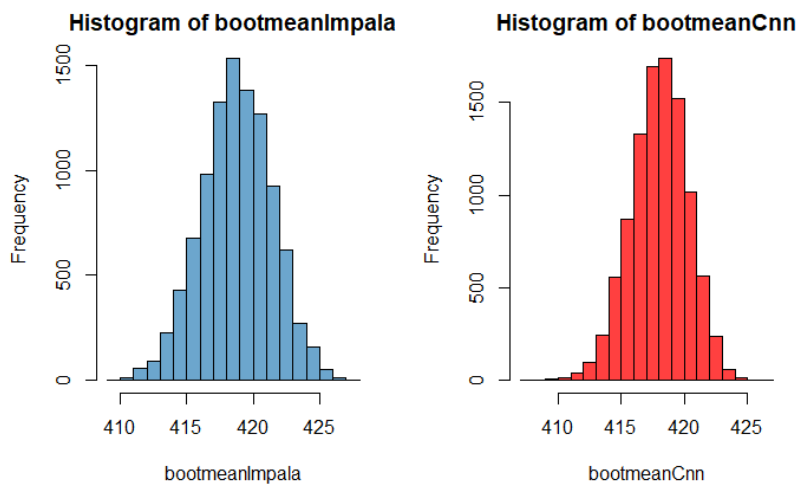 Histogram of bootmeanImpala
Frequency
0
500
1000
1500
410
415
420
425
bootmeanImpala
Histogram of bootmeanCnn
Frequency
0
500
1000
1500
410
415
420
425
bootmeanCnn